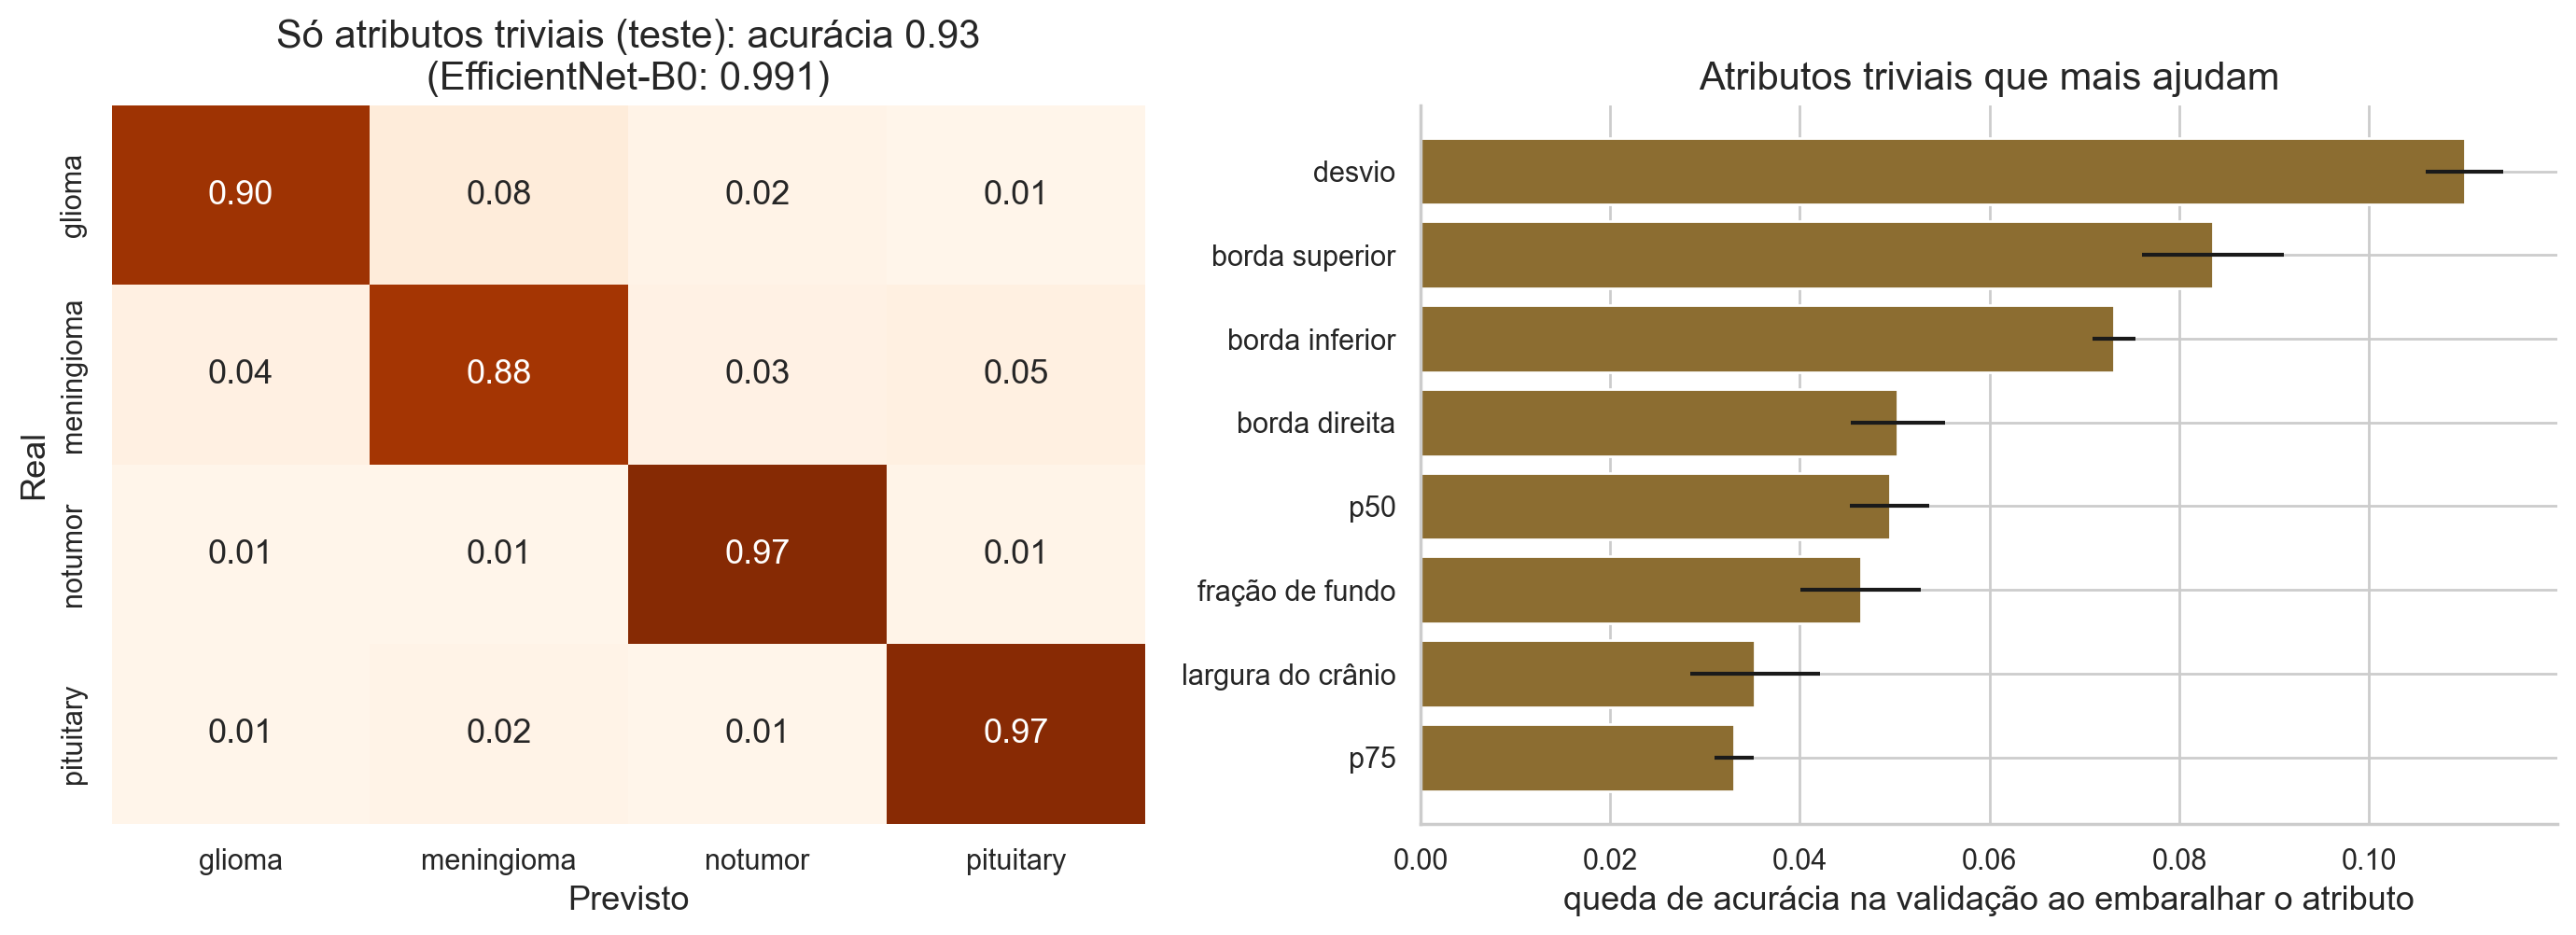 Só atributos triviais (teste): acurácia 0.93
(EfficientNet-B0: 0.991)
Real
glioma
0.90 0.08 0.02 0.01
meningioma
0.04 0.88 0.03 0.05
notumor
0.01 0.01 0.97 0.01
pituitary
0.01 0.02 0.01 0.97
glioma meningioma notumor pituitary
Previsto
Atributos triviais que mais ajudam
desvio
borda superior
borda inferior
borda direita
p50
fração de fundo
largura do crânio
p75
0.00 0.02 0.04 0.06 0.08 0.10
queda de acurácia na validação ao embaralhar o atributo